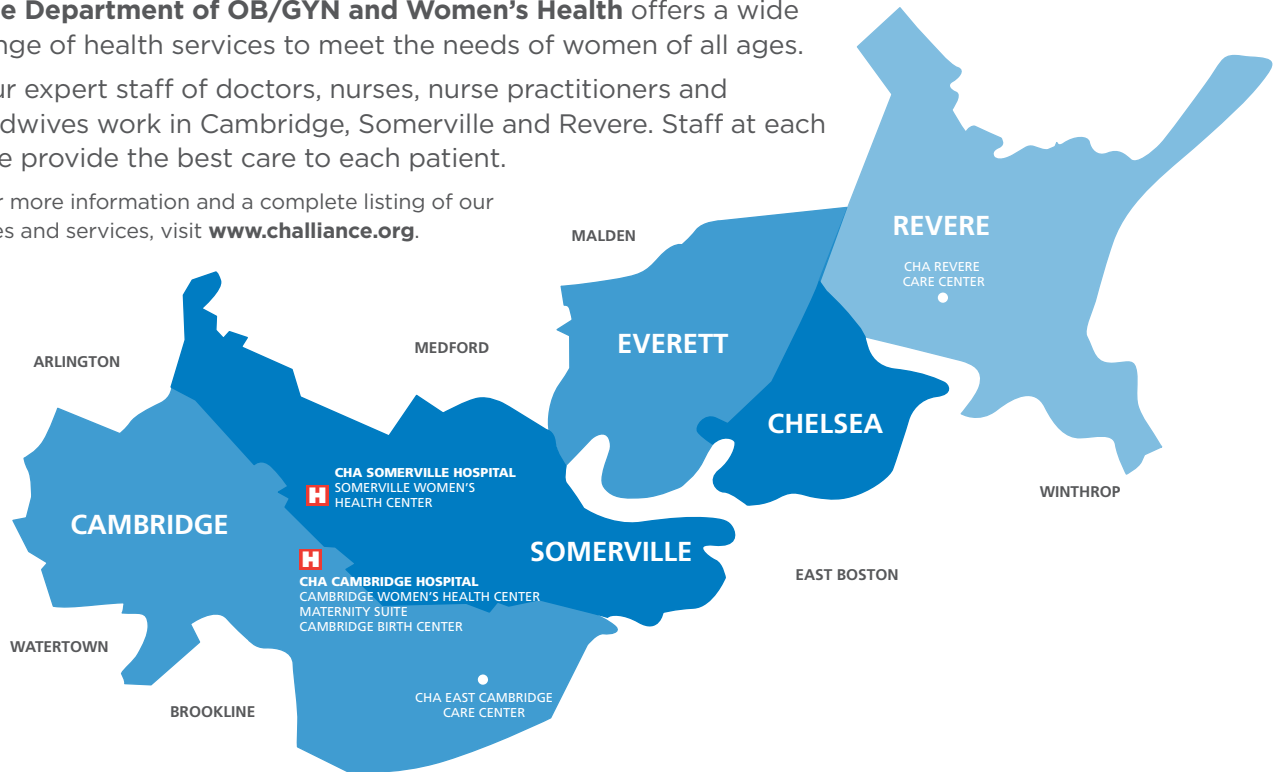 Department of OB/GYN and Women's Health offers a wide
of health services to meet the needs of women of all ages.
expert staff of doctors, nurses, nurse practitioners and
work in Cambridge, Somerville and Revere. Staff at each
provide the best care to each patient.
more information and a complete listing of our
and services, visit www.challiance.org.
MALDEN
REVERE
CHA REVERE
CARE CENTER
EVERETT
MEDFORD
ARLINGTON
CHELSEA
CHA SOMERVILLE HOSPITAL
SOMERVILLE WOMEN'S
HEALTH CENTER
WINTHROP
CAMBRIDGE
SOMERVILLE
EAST BOSTON
H
H
CHA CAMBRIDGE HOSPITAL
CAMBRIDGE WOMEN'S HEALTH CENTER
MATERNITY SUITE
CAMBRIDGE BIRTH CENTER
WATERTOWN
CHA EAST CAMBRIDGE
CARE CENTER
BROOKLINE